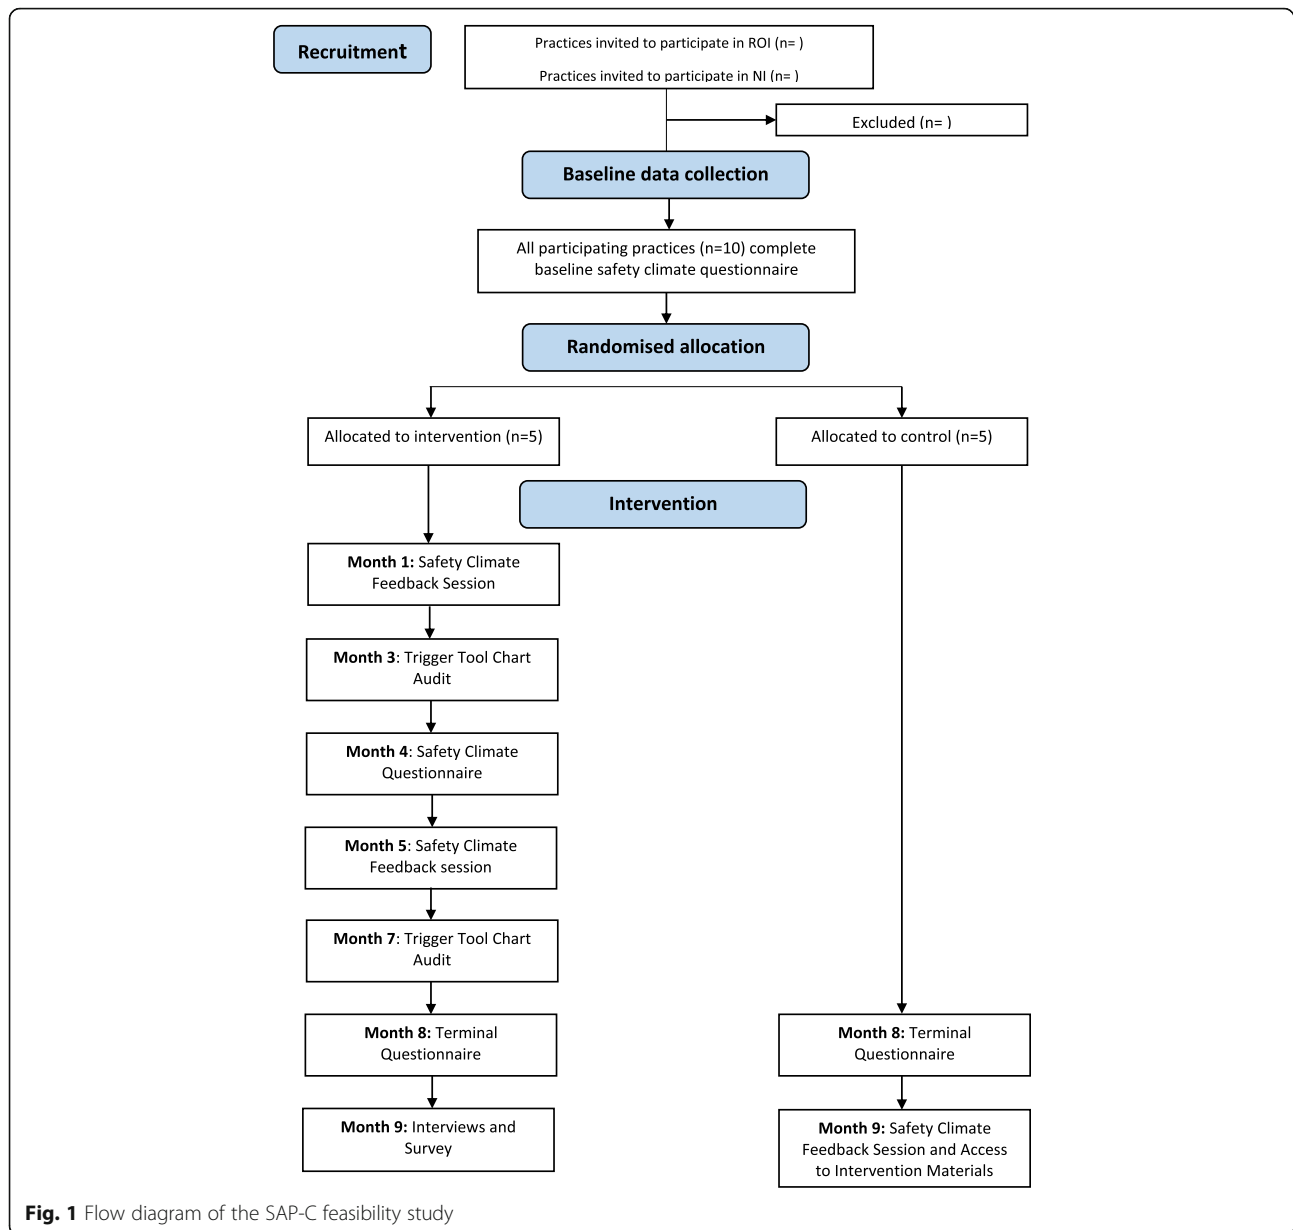 Recruitment
Practices invited to participate in ROI (n= )
Practices invited to participate in NI (n= )
Excluded (n= )
Baseline data collection
All participating practices (n=10) complete
baseline safety climate questionnaire
Randomised allocation
Allocated to intervention (n=5)
Allocated to control (n=5)
Intervention
Month 1: Safety Climate
Feedback Session
Month 3: Trigger Tool Chart
Audit
Month 4: Safety Climate
Questionnaire
Month 5: Safety Climate
Feedback session
Month 7: Trigger Tool Chart
Audit
Month 8: Terminal
Questionnaire
Month 8: Terminal
Questionnaire
Month 9: Interviews and
Survey
Month 9: Safety Climate
Feedback Session and Access
to Intervention Materials
Fig. 1 Flow diagram of the SAP-C feasibility study